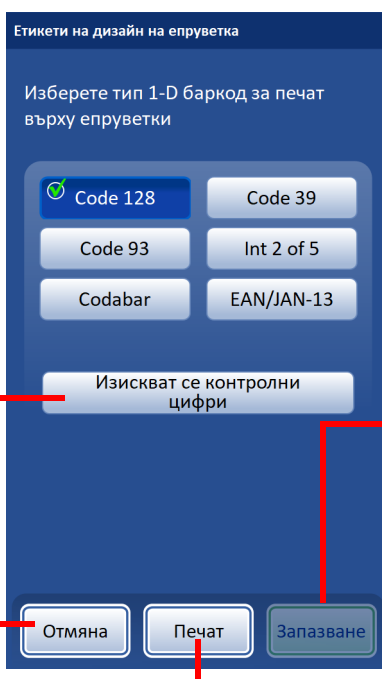 Етикети на дизайн на епруветка
Изберете тип 1-D баркод за печат
върху епруветки
Code 128
Code 39
Code 93
Int 2 of 5
Codabar
EAN/JAN-13
Изискват се контролни
цифри
Отмяна
Печат
Запазване